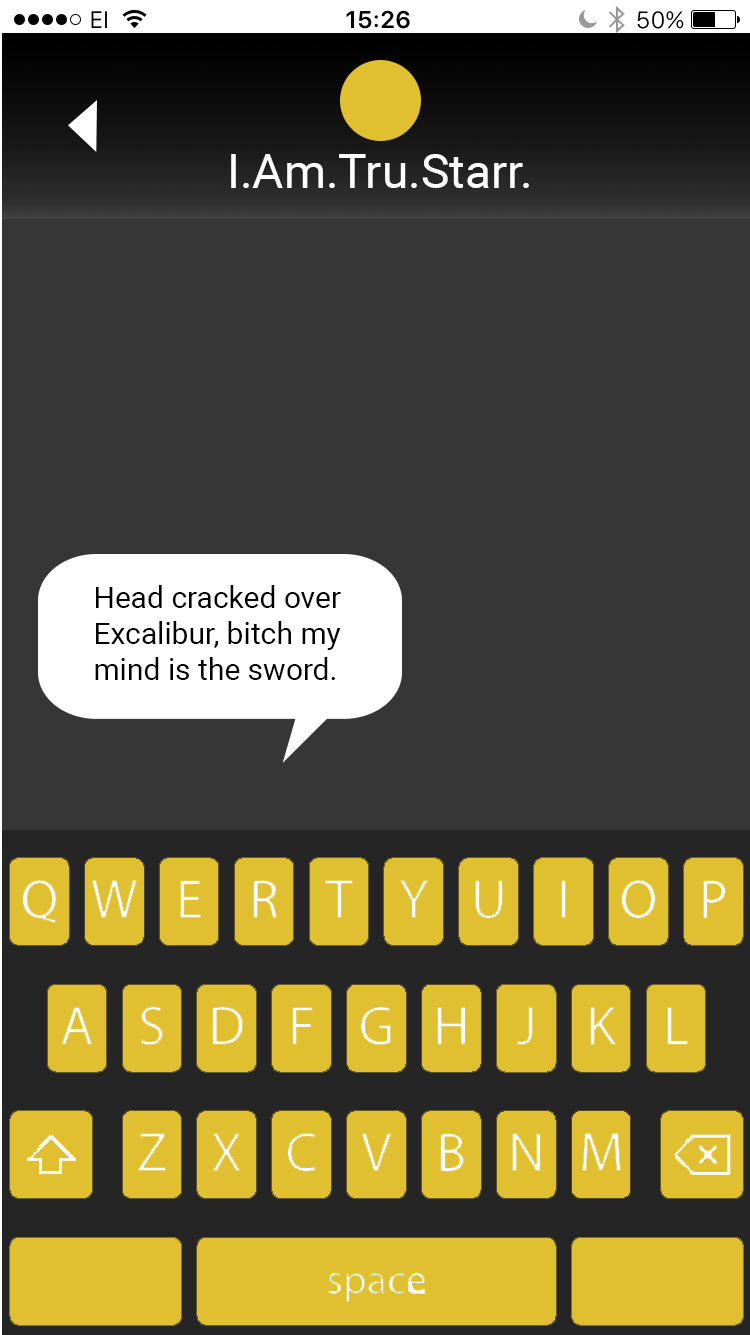 EI 15:26 50%
I.Am.Tru.Starr.
Head cracked over
Excalibur, bitch my
mind is the sword.
Q W E R T Y U I O P
A S D F G H J K L
Z X C V B N M
space